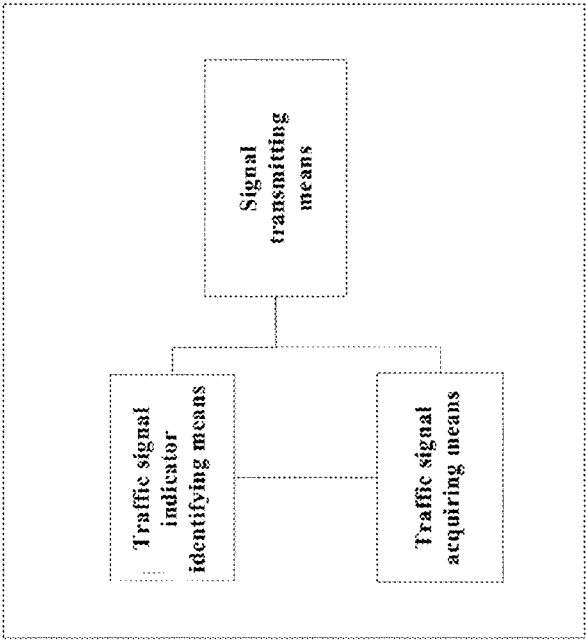 Traffic signal
indicator
identifying means
Traffic signal
acquiring means
Signal
transmitting
means